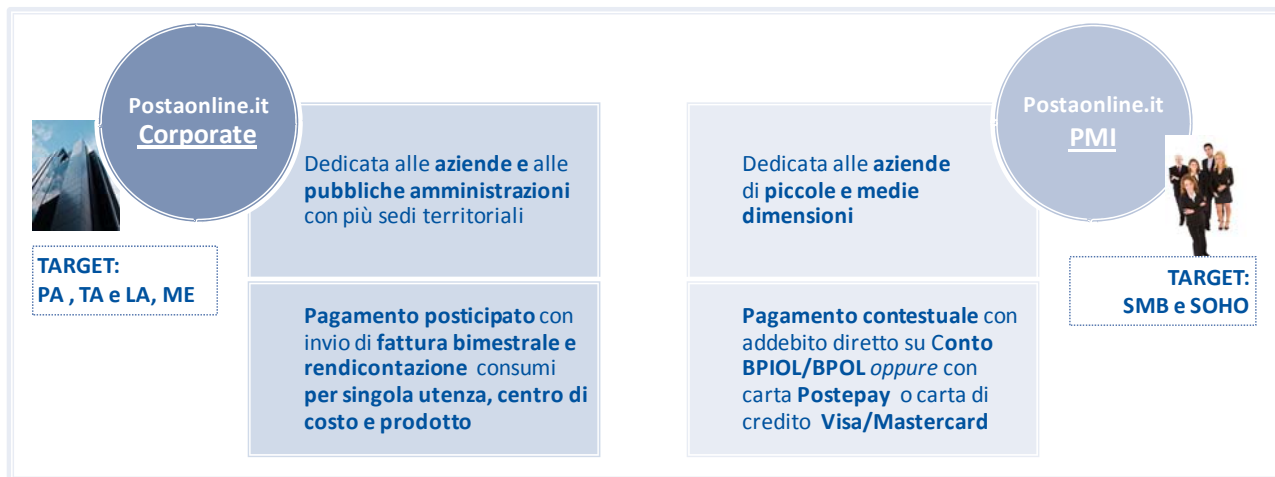 Postaonline.it
Corporate
Dedicata alle aziende e alle
pubbliche amministrazioni
con più sedi territoriali
TARGET:
PA , TA e LA, ME
Pagamento posticipato con
invio di fattura bimestrale e
rendicontazione consumi
per singola utenza, centro di
costo e prodotto
Postaonline.it
PMI
Dedicata alle aziende
di piccole e medie
dimensioni
TARGET:
SMB e SOHO
Pagamento contestuale con
addebito diretto su Conto
BPIOL/BPOL oppure con
carta Postepay o carta di
credito Visa/Mastercard